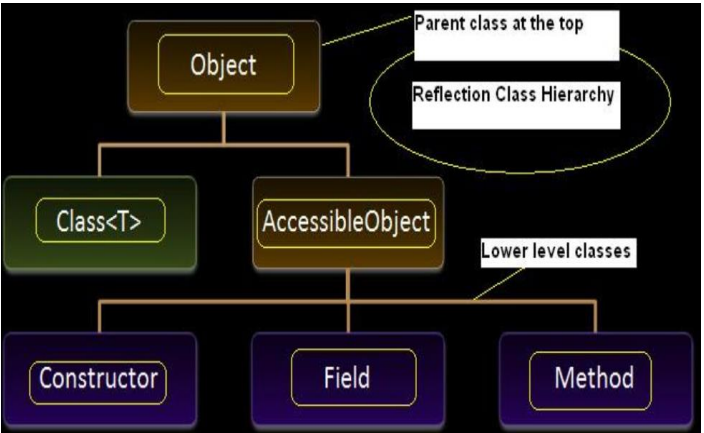 Parent class at the top
Object
Reflection Class Hierarchy
Class<T>
AccessibleObject
Lower level classes
Constructor
Field
Method